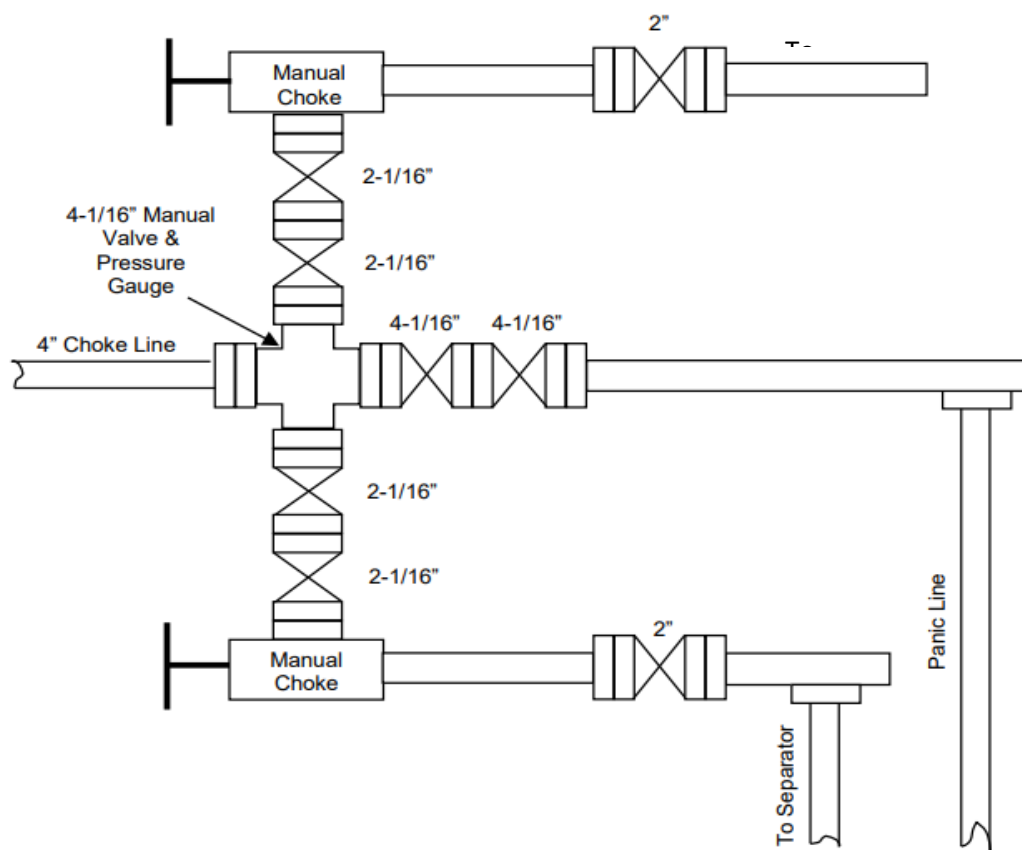 2”
Manual
Choke
2-1/16”
4-1/16” Manual
Valve &
Pressure
Gauge
2-1/16”
4-1/16”
4-1/16”
4” Choke Line
2-1/16”
2-1/16”
2”
Manual
Choke
Panic Line
To Separator